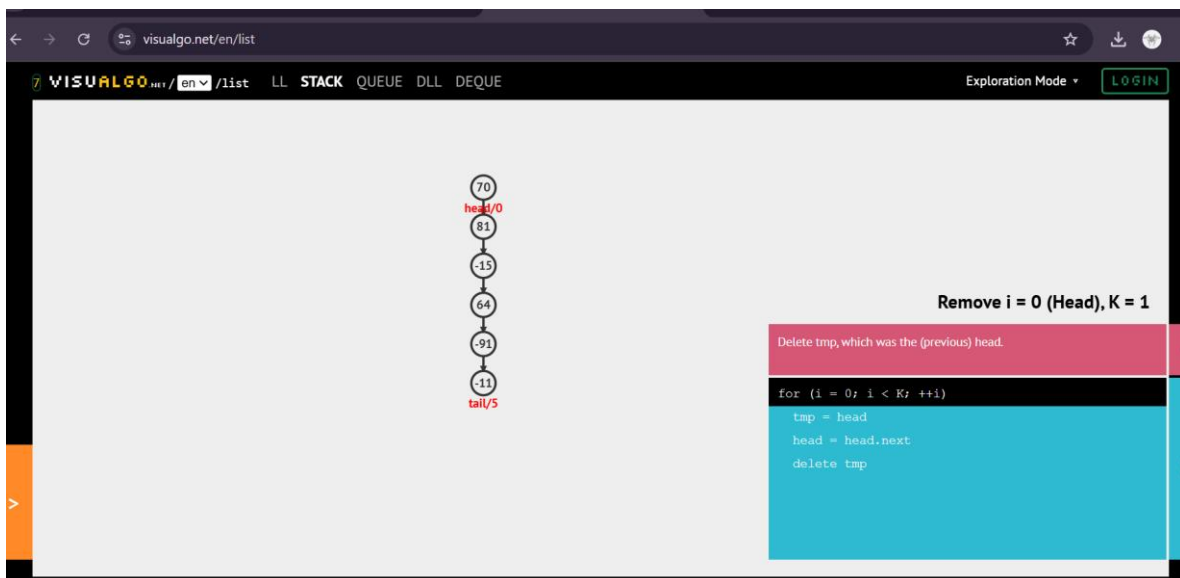 visualgo.net/en/list
7 VISUALGO.NET/ en /list LL STACK QUEUE DLL DEQUE Exploration Mode LOGIN
70
head/0
81
-15
64
-91
-11
tail/5
Remove i = 0 (Head), K = 1
Delete tmp, which was the (previous) head.
for (i = 0; i < K; ++i)
tmp = head
head = head.next
delete tmp
>